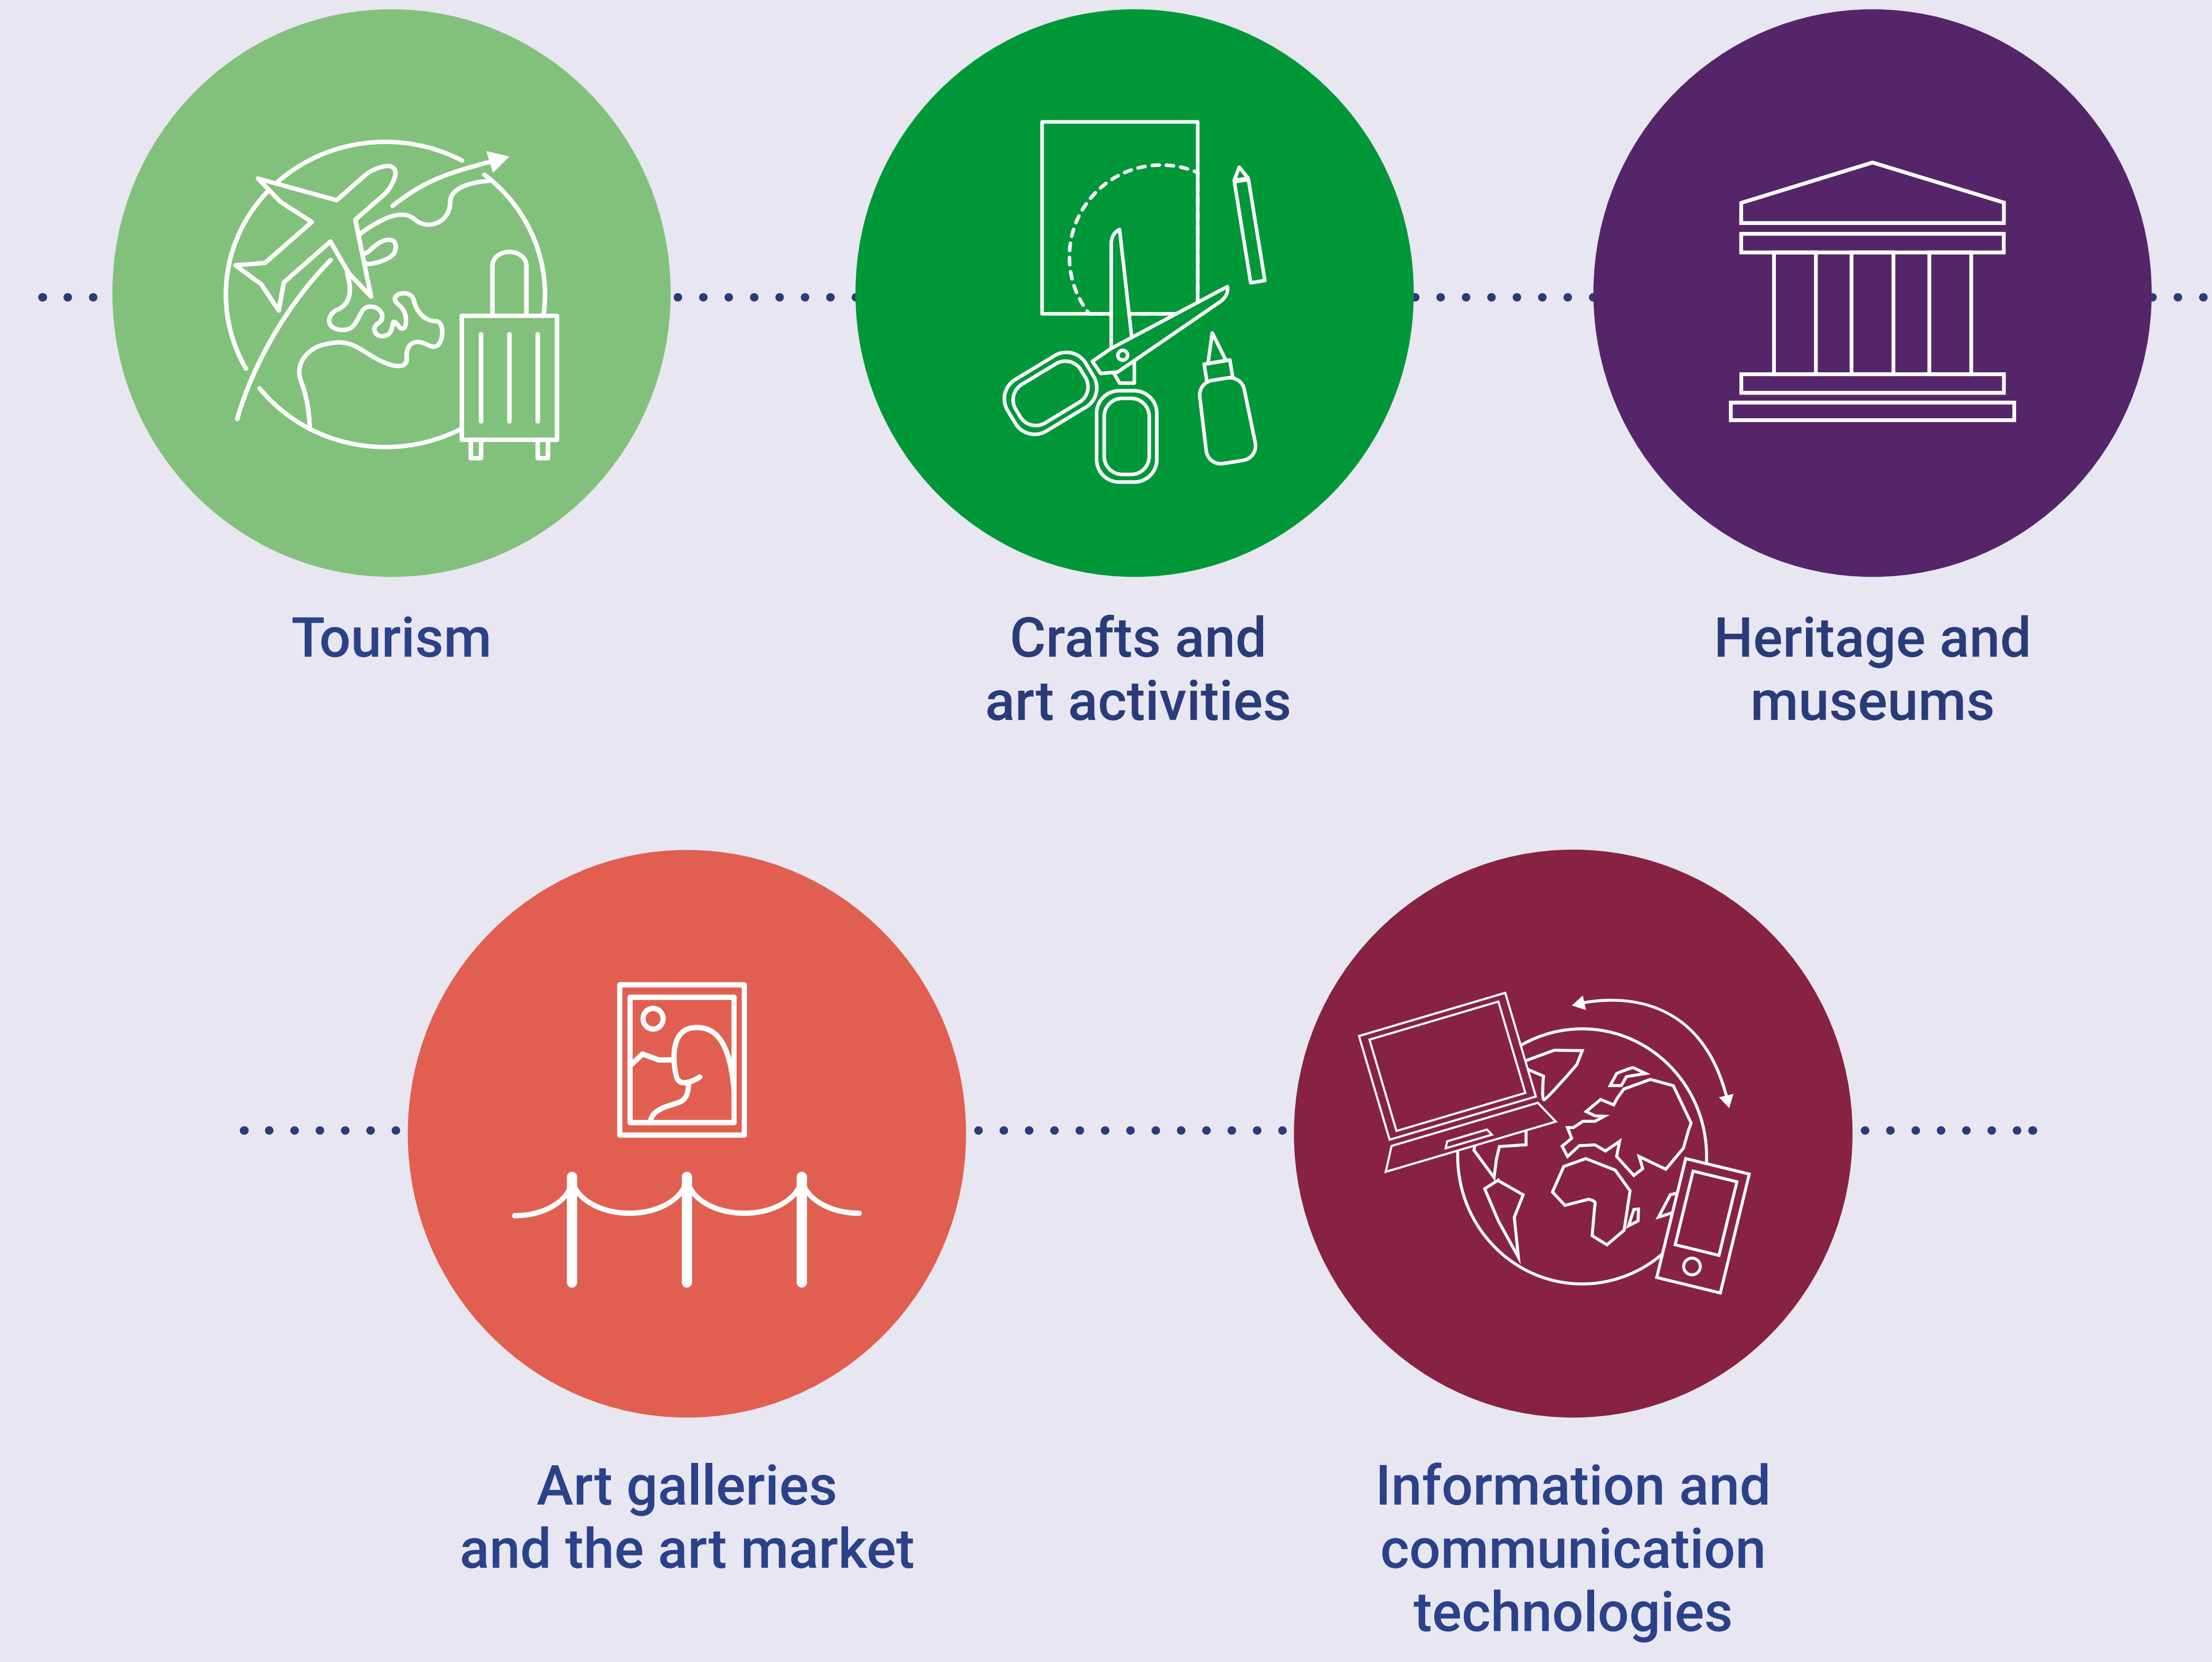 Tourism
Crafts and
art activities
Heritage and
museums
Art galleries
and the art market
Information and
communication
technologies